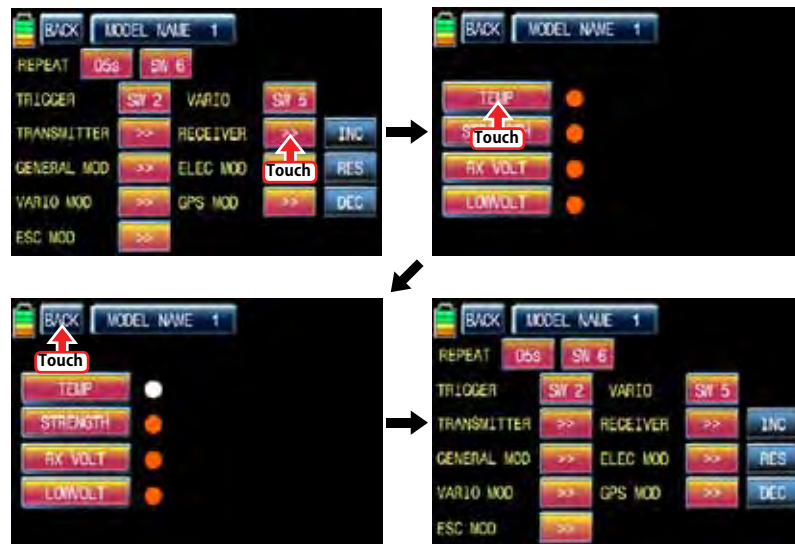 BACK MODEL NAME 1
REPEAT 05s SW 6
TRIGGER SW 2 VARIO SW 5
TRANSMITTER >> RECEIVER >> INC
GENERAL MOD >> ELEC MOD Touch RES
VARIO MOD >> GPS MOD >> DEC
ESC MOD >>
BACK MODEL NAME 1
TEMP
Touch
RX VOLT
LOWVOLT
BACK MODEL NAME 1
Touch
TEMP
STRENGTH
RX VOLT
LOWVOLT
BACK MODEL NAME 1
REPEAT 05s SW 6
TRIGGER SW 2 VARIO SW 5
TRANSMITTER >> RECEIVER >> INC
GENERAL MOD >> ELEC MOD >> RES
VARIO MOD >> GPS MOD >> DEC
ESC MOD >>